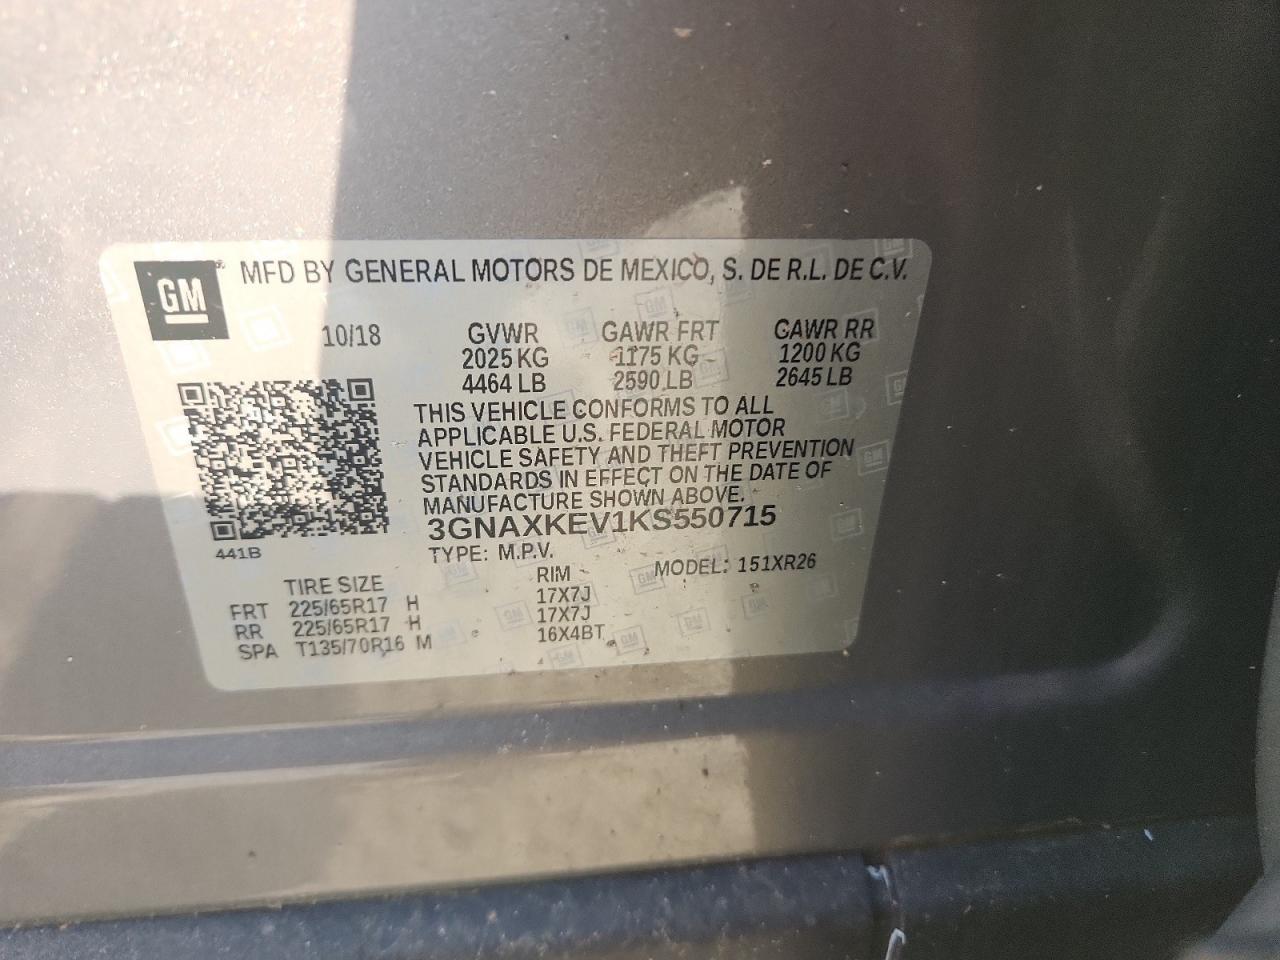 GM
MFD BY GENERAL MOTORS DE MEXICO, S. DE R.L. DE C.V.
10/18 GVWR GAWR FRT GAWR RR
2025 KG 1175 KG 1200 KG
4464 LB 2590 LB 2645 LB
THIS VEHICLE CONFORMS TO ALL
APPLICABLE U.S. FEDERAL MOTOR
VEHICLE SAFETY AND THEFT PREVENTION
STANDARDS IN EFFECT ON THE DATE OF
MANUFACTURE SHOWN ABOVE.
3GNAXKEV1KS550715
441B
TYPE: M.P.V. MODEL: 151XR26
TIRE SIZE RIM
FRT 225/65R17 H 17X7J
RR 225/65R17 H 17X7J
SPA T135/70R16 M 16X4BT